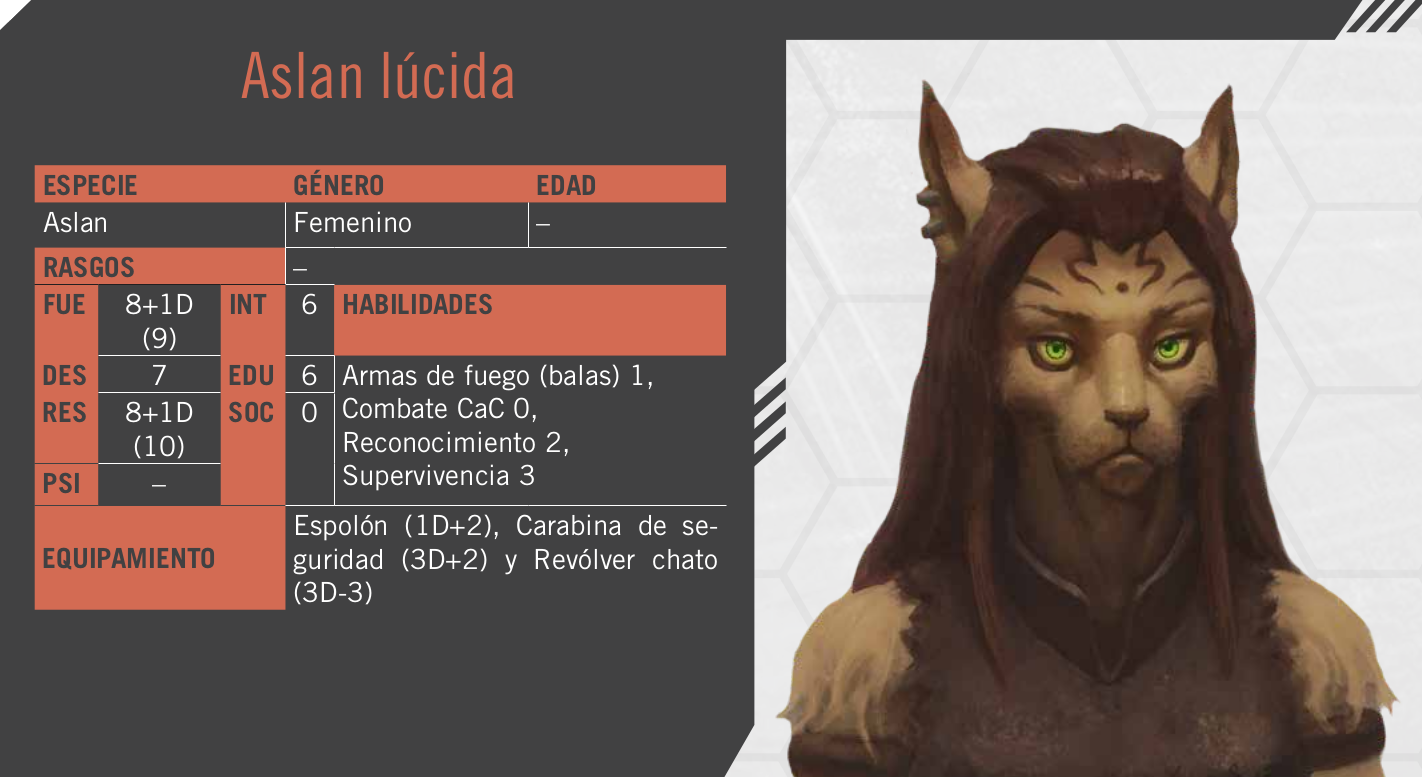 Aslan lúcida
ESPECIE GÉNERO EDAD
Aslan Femenino –
RASGOS –
FUE 8+1D (9) INT 6 HABILIDADES
DES 7 EDU 6 Armas de fuego (balas) 1,
RES 8+1D (10) SOC 0 Combate CaC 0,
Reconocimiento 2,
PSI – Supervivencia 3
EQUIPAMIENTO
Espolón (1D+2), Carabina de se-
guridad (3D+2) y Revólver chato
(3D-3)